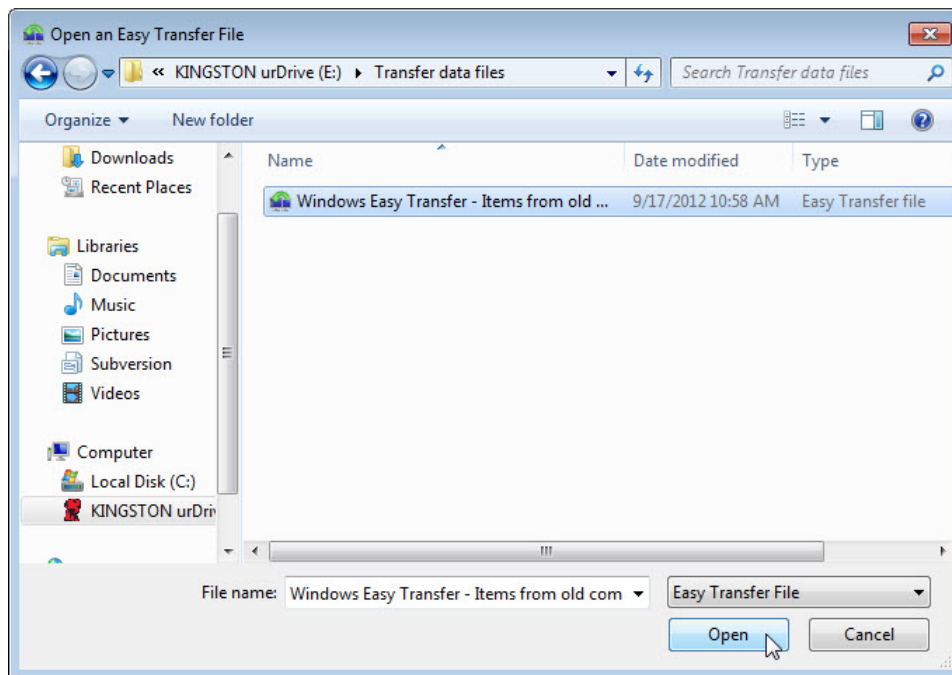 Open an Easy Transfer File
« KINGSTON urDrive (E:) Transfer data files
Search Transfer data files
Organize New folder
Name Date modified Type
Downloads
Recent Places
Windows Easy Transfer - Items from old ... 9/17/2012 10:58 AM Easy Transfer file
Libraries
Documents
Music
Pictures
Subversion
Videos
Computer
Local Disk (C:)
KINGSTON urDri
File name: Windows Easy Transfer - Items from old com Easy Transfer File
Open Cancel